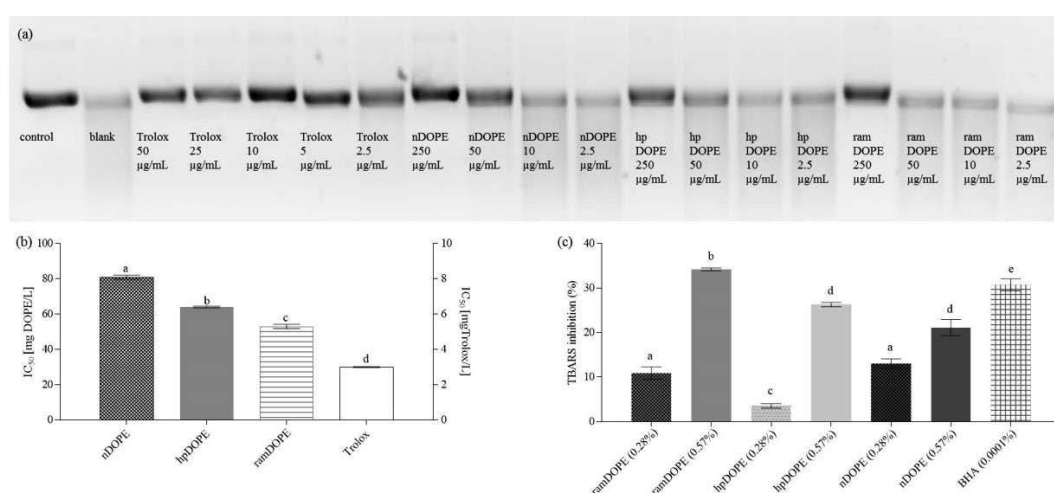 (a)
control
blank
Trolox
50
µg/mL
Trolox
25
µg/mL
Trolox
10
µg/mL
Trolox
5
µg/mL
Trolox
2.5
µg/mL
nDOPE
250
µg/mL
nDOPE
50
µg/mL
nDOPE
10
µg/mL
nDOPE
2.5
µg/mL
hp
DOPE
250
µg/mL
hp
DOPE
50
µg/mL
hp
DOPE
10
µg/mL
hp
DOPE
2.5
µg/mL
ram
DOPE
250
µg/mL
ram
DOPE
50
µg/mL
ram
DOPE
10
µg/mL
ram
DOPE
2.5
µg/mL
(b)
IC50 [mg DOPE/L]
100
80
60
40
30
0
a
b
c
d
10
8
6
4
2
0
IC50 [mgTrolox/L]
nDOPE
hpDOPE
ramDOPE
Trolox
(c)
TBARS inhibition (%)
40
30
20
10
0
a
b
c
d
a
d
e
ramDOPE (0.28%)
ramDOPE (0.57%)
hpDOPE (0.28%)
hpDOPE (0.57%)
nDOPE (0.28%)
nDOPE (0.57%)
BHA (0.0001%)